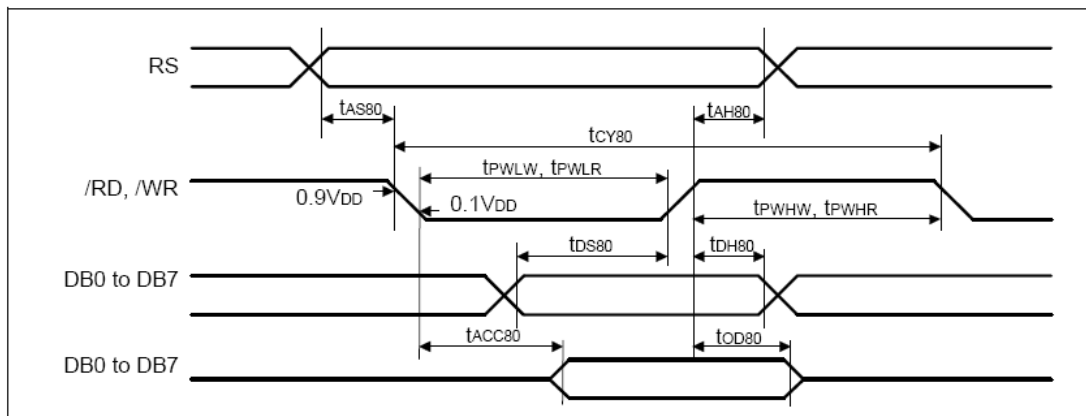 RS
tAS80
tAH80
tCY80
/RD, /WR
tPWLW, tPWLR
0.9VDD
0.1VDD
tPWHW, tPWHR
tDS80
tDH80
DB0 to DB7
tACC80
tOD80
DB0 to DB7